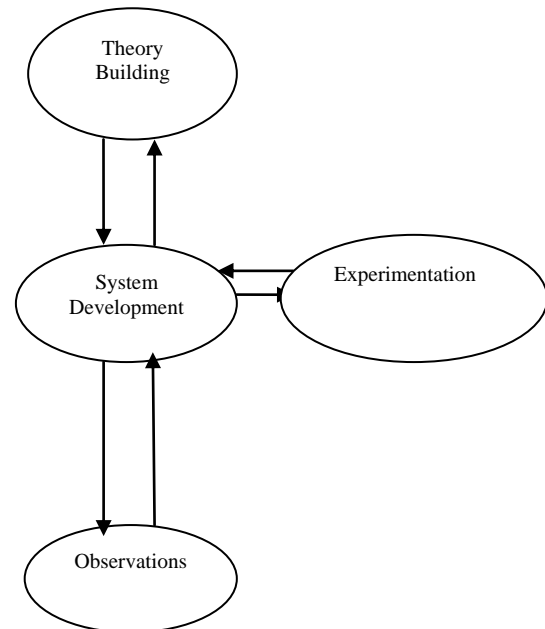 Theory
Building
System
Development
Experimentation
Observations